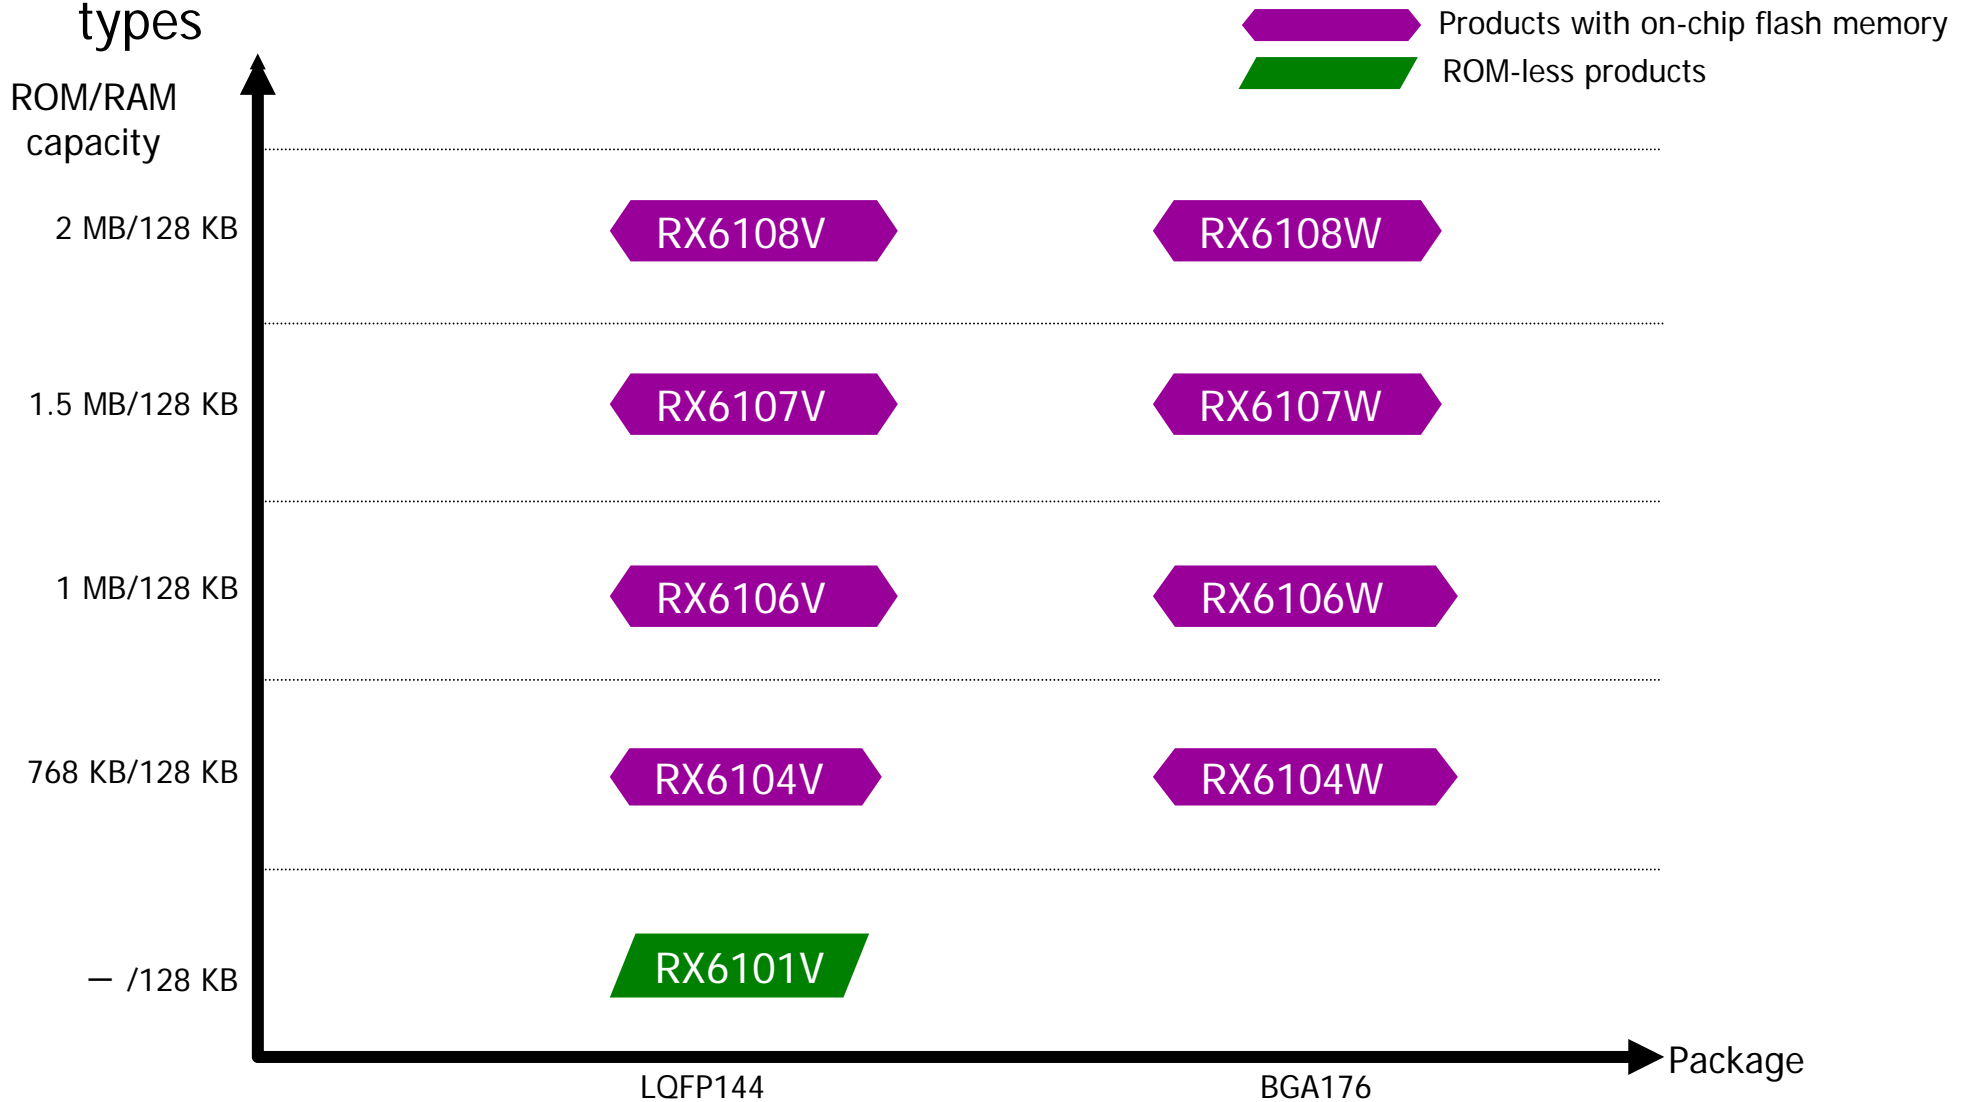 types
Products with on-chip flash memory
ROM-less products
ROM/RAM
capacity
2 MB/128 KB
RX6108V
RX6108W
1.5 MB/128 KB
RX6107V
RX6107W
1 MB/128 KB
RX6106V
RX6106W
768 KB/128 KB
RX6104V
RX6104W
— /128 KB
RX6101V
Package
LQFP144
BGA176